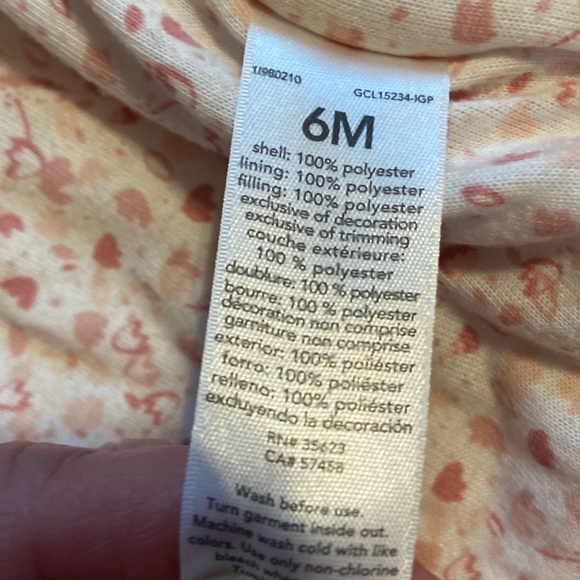 1J980210
GCL15234-IGP
6M
shell: 100% polyester
lining: 100% polyester
filling: 100% polyester
exclusive of decoration
exclusive of trimming
couche extérieure:
100 % polyester
doublure: 100 % polyester
bourre: 100 % polyester
décoration non comprise
garniture non comprise
exterior: 100% poliéster
forro: 100% poliéster
relleno: 100% poliéster
excluyendo la decoración
RN# 35623
CA# 57458
Wash before use.
Turn garment inside out.
Machine wash cold with like
colors. Use only non-chlorine
bleach